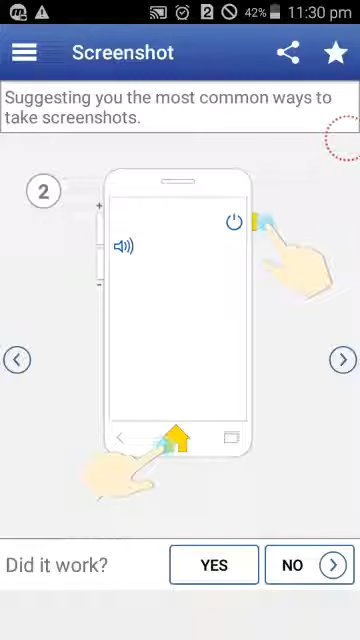 2 42% 11:30 pm
Screenshot
Suggesting you the most common ways to
take screenshots.
2
+
-
Did it work?
YES
NO